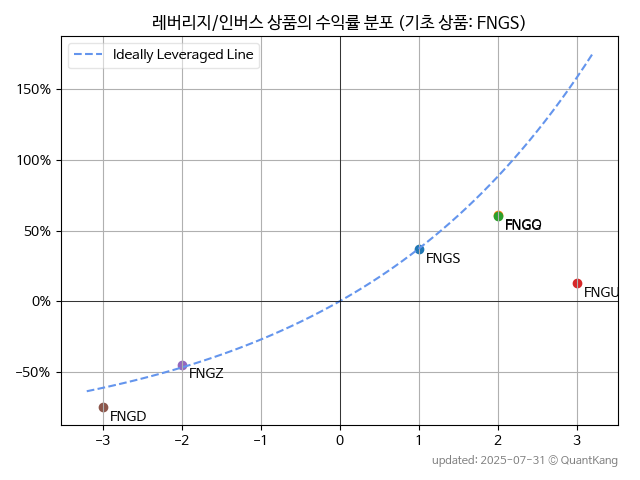 레버리지/인버스 상품의 수익률 분포 (기초 상품: FNGS)
Ideally Leveraged Line
150%
100%
50%
0%
−50%
FNGS
FNGU
FNGZ
FNGD
−3 −2 −1 0 1 2 3
updated: 2025-07-31 © QuantKang